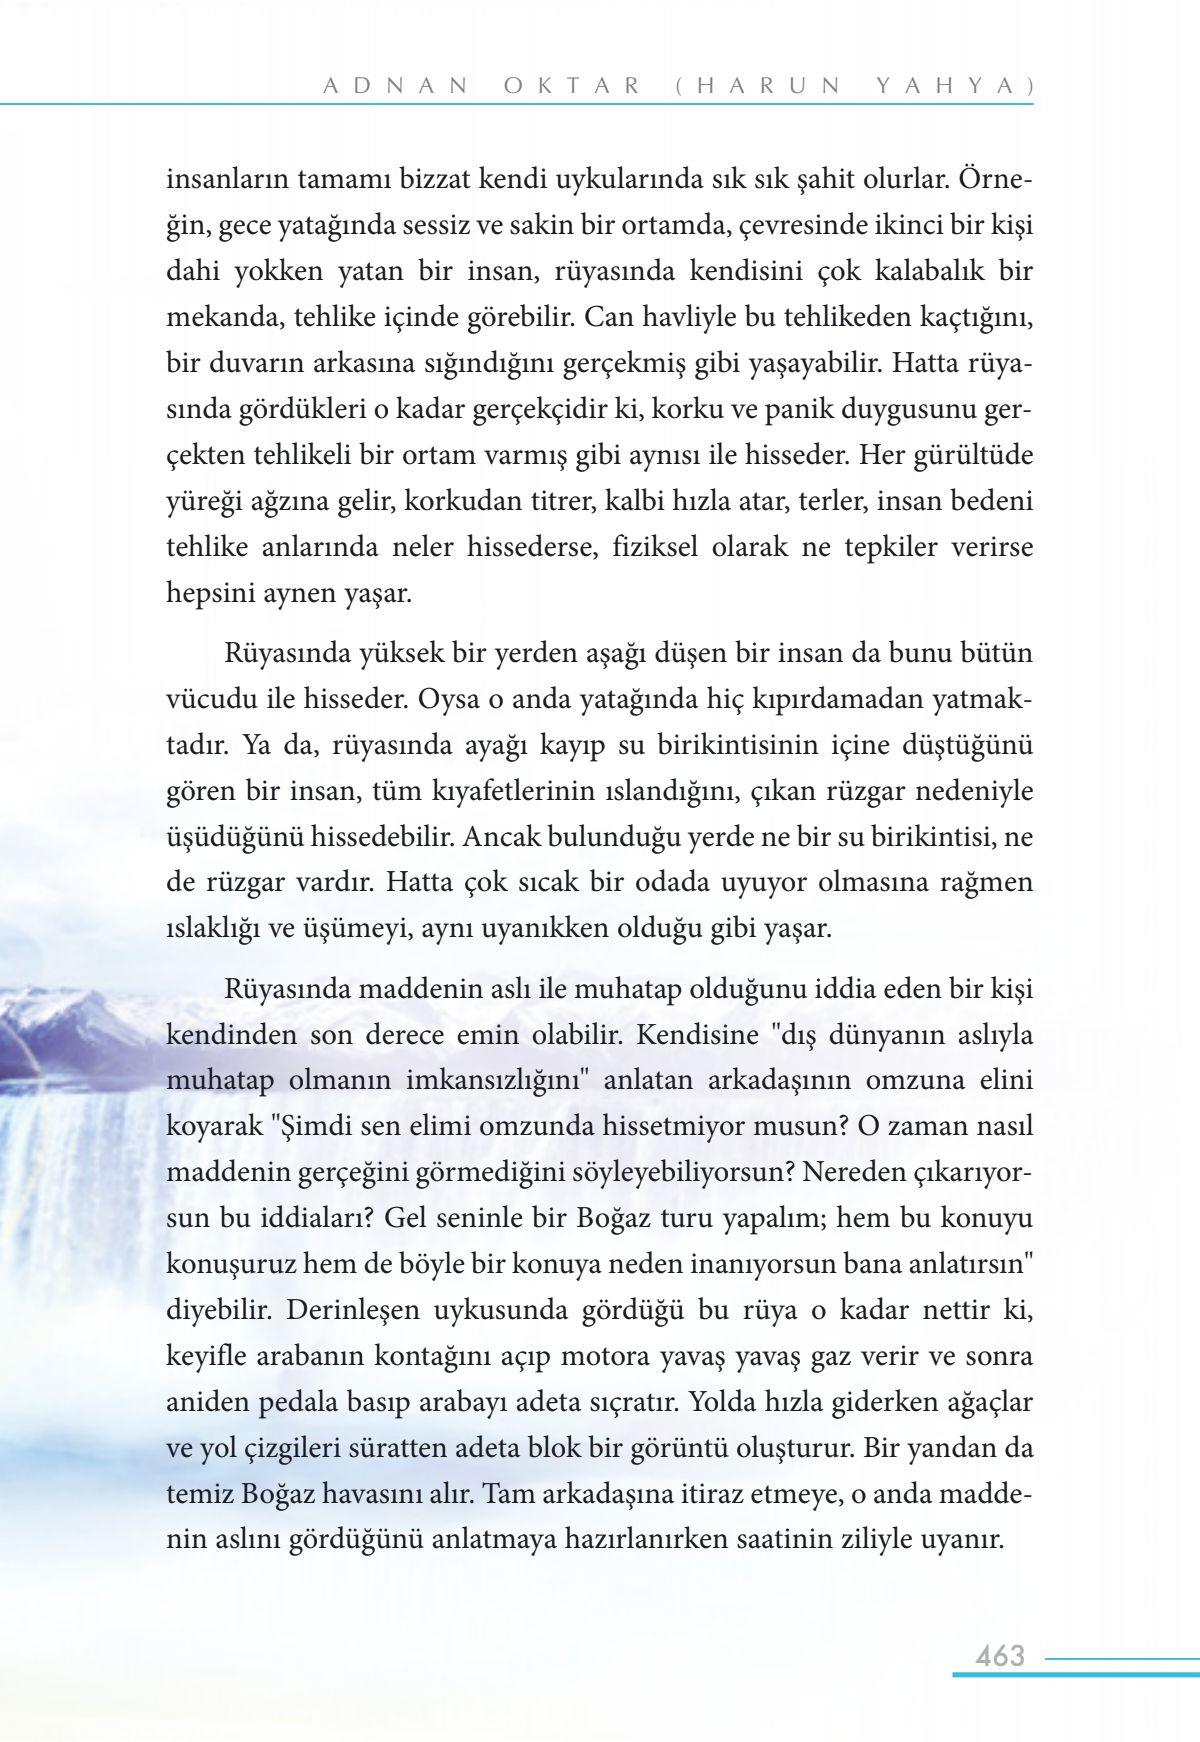 ADNAN OKTAR (HARUN YAHYA)
insanların tamamı bizzat kendi uykularında sık sık şahit olurlar. Örne-
ğin, gece yatağında sessiz ve sakin bir ortamda, çevresinde ikinci bir kişi
dahi yokken yatan bir insan, rüyasında kendisini çok kalabalık bir
mekanda, tehlike içinde görebilir. Can havliyle bu tehlikeden kaçtığını,
bir duvarın arkasına sığındığını gerçekmiş gibi yaşayabilir. Hatta rüya-
sında gördükleri o kadar gerçekçidir ki, korku ve panik duygusunu ger-
çekten tehlikeli bir ortam varmış gibi aynısı ile hisseder. Her gürültüde
yüreği ağzına gelir, korkudan titrer, kalbi hızla atar, terler, insan bedeni
tehlike anlarında neler hissederse, fiziksel olarak ne tepkiler verirse
hepsini aynen yaşar.
Rüyasında yüksek bir yerden aşağı düşen bir insan da bunu bütün
vücudu ile hisseder. Oysa o anda yatağında hiç kıpırdamadan yatmak-
tadır. Ya da, rüyasında ayağı kayıp su birikintisinin içine düştüğünü
gören bir insan, tüm kıyafetlerinin ıslandığını, çıkan rüzgar nedeniyle
üşüdüğünü hissedebilir. Ancak bulunduğu yerde ne bir su birikintisi, ne
de rüzgar vardır. Hatta çok sıcak bir odada uyuyor olmasına rağmen
ıslaklığı ve üşümeyi, aynı uyanıkken olduğu gibi yaşar.
Rüyasında maddenin aslı ile muhatap olduğunu iddia eden bir kişi
kendinden son derece emin olabilir. Kendisine "dış dünyanın aslıyla
muhatap olmanın imkansızlığını" anlatan arkadaşının omzuna elini
koyarak "Şimdi sen elimi omzunda hissetmiyor musun? O zaman nasıl
maddenin gerçeğini görmediğini söyleyebiliyorsun? Nereden çıkarıyor-
sun bu iddiaları? Gel seninle bir Boğaz turu yapalım; hem bu konuyu
konuşuruz hem de böyle bir konuya neden inanıyorsun bana anlatırsın"
diyebilir. Derinleşen uykusunda gördüğü bu rüya o kadar nettir ki,
keyifle arabanın kontağını açıp motora yavaş yavaş gaz verir ve sonra
aniden pedala basıp arabayı adeta sıçratır. Yolda hızla giderken ağaçlar
ve yol çizgileri süratten adeta blok bir görüntü oluşturur. Bir yandan da
temiz Boğaz havasını alır. Tam arkadaşına itiraz etmeye, o anda madde-
nin aslını gördüğünü anlatmaya hazırlanırken saatinin ziliyle uyanır.
463